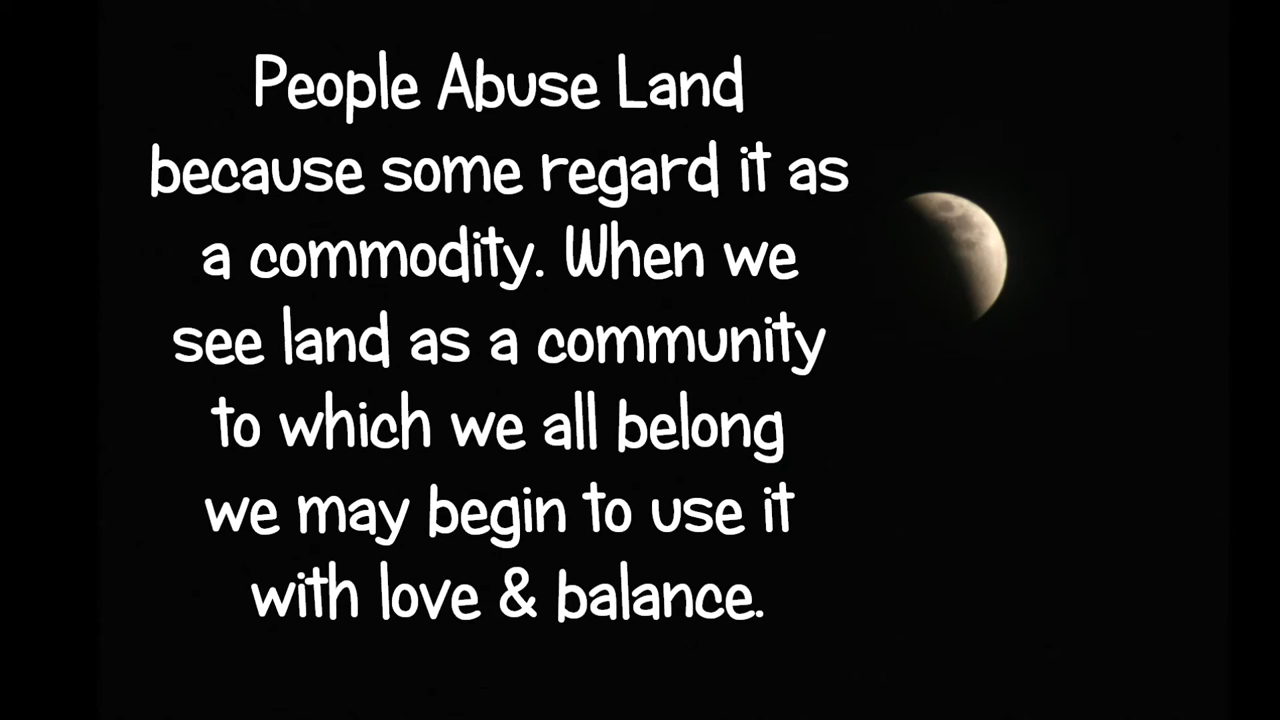 People Abuse Land
because some regard it as
a commodity. When we
see land as a community
to which we all belong
we may begin to use it
with love & balance.